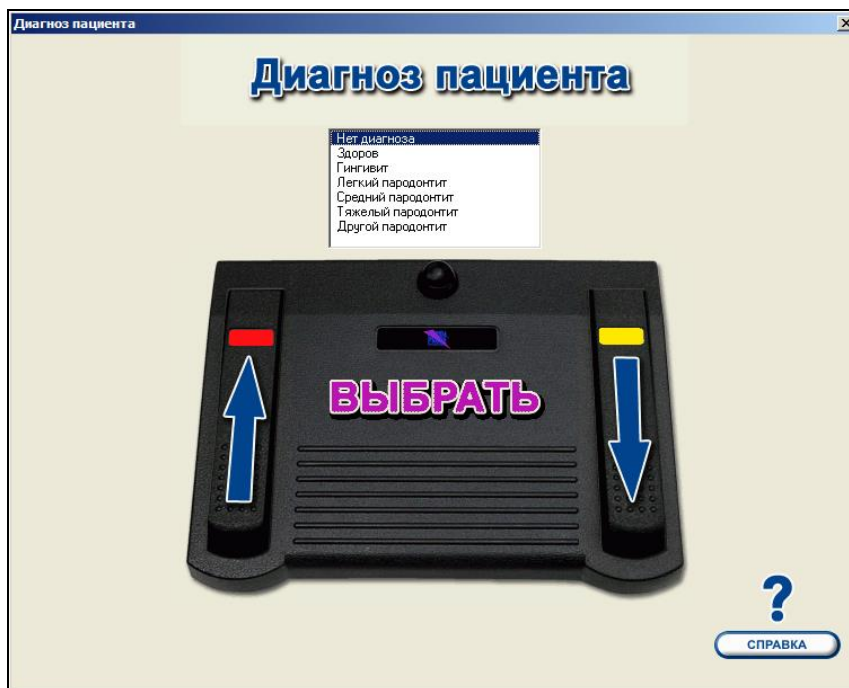 Диагноз пациента
Диагноз пациента
Нет диагноза
Здоров
Гингивит
Легкий пародонтит
Средний пародонтит
Тяжелый пародонтит
Другой пародонтит
ВЫБРАТЬ
?
СПРАВКА